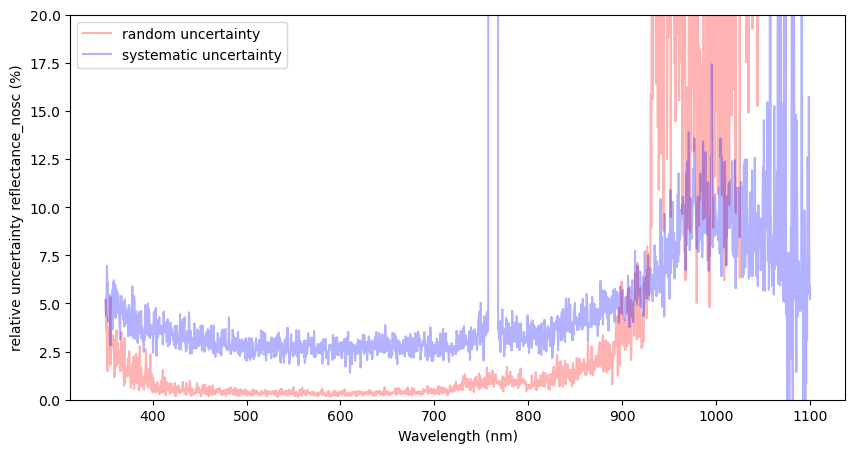 20.0
17.5
15.0
12.5
10.0
7.5
5.0
2.5
0.0
relative uncertainty reflectance_nosc (%)
random uncertainty
systematic uncertainty
400 500 600 700 800 900 1000 1100
Wavelength (nm)